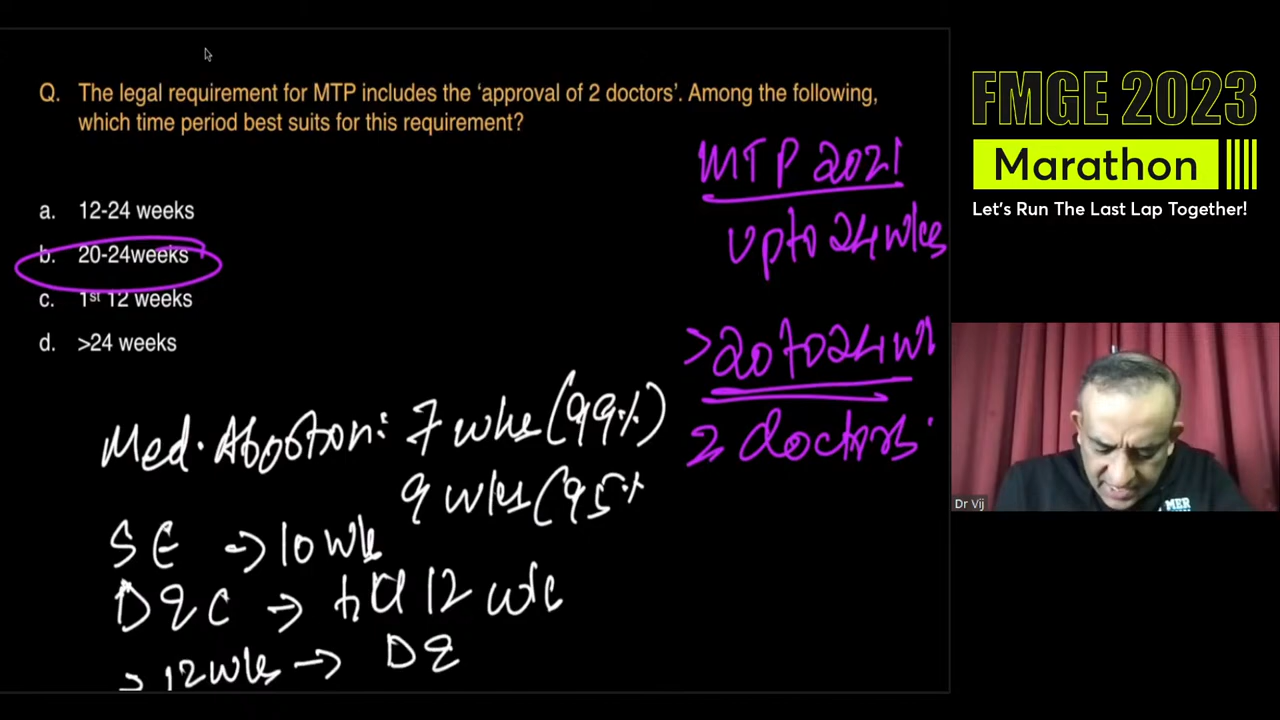 Q. The legal requirement for MTP includes the ‘approval of 2 doctors’. Among the following,
which time period best suits for this requirement?
a. 12-24 weeks
b. 20-24weeks
c. 1st 12 weeks
d. >24 weeks
MTP 2021
upto 24 wkes
>20 to 24 wk
2 doctors
Med. Abortion: 7 wks (99%)
9 wks (95%
SE → 10 wk
D&C → till 12 wk
> 12 wks → D&
FMGE 2023
Marathon
Let's Run The Last Lap Together!
Dr Vij
MER